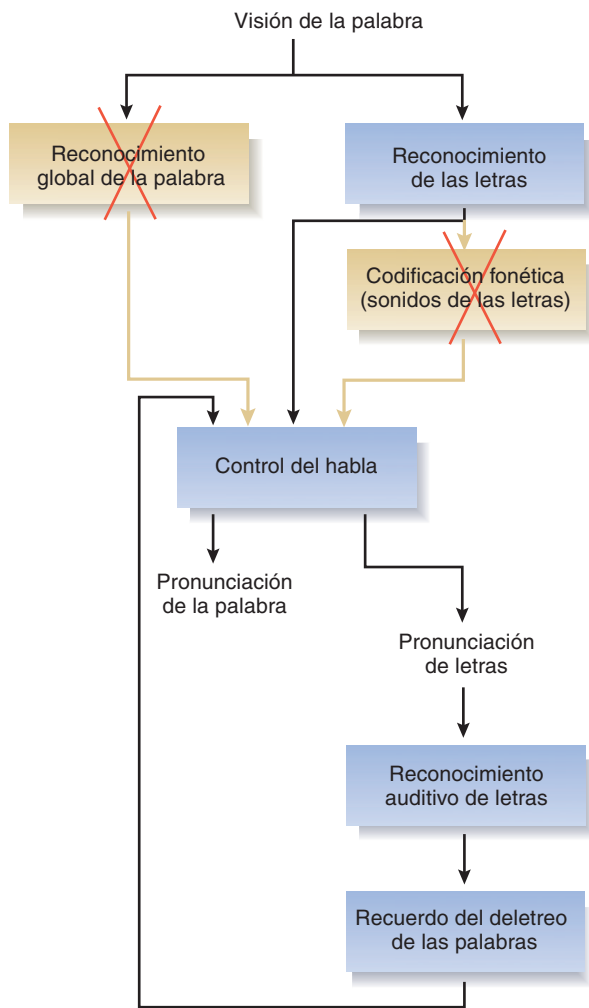 Visión de la palabra
Reconocimiento
global de la palabra
Reconocimiento
de las letras
Codificación fonética
(sonidos de las letras)
Control del habla
Pronunciación
de la palabra
Pronunciación
de letras
Reconocimiento
auditivo de letras
Recuerdo del deletreo
de las palabras